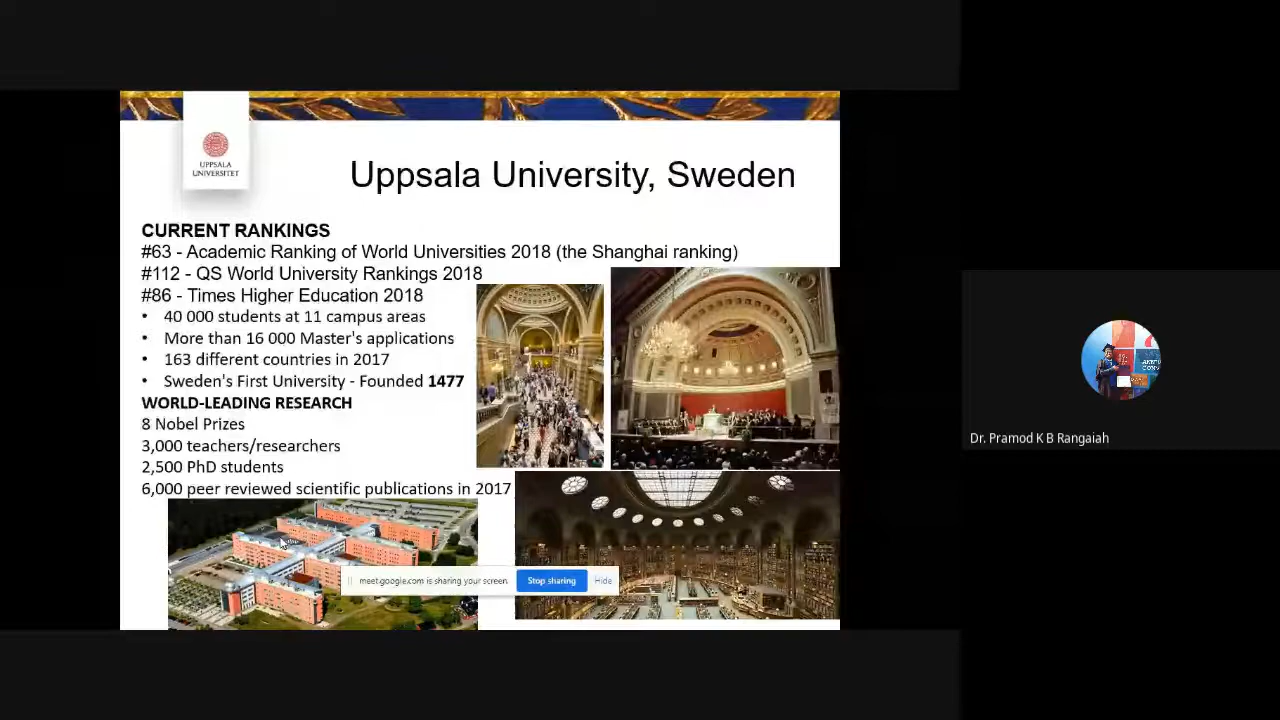 UPPSALA
UNIVERSITET
Uppsala University, Sweden
CURRENT RANKINGS
#63 - Academic Ranking of World Universities 2018 (the Shanghai ranking)
#112 - QS World University Rankings 2018
#86 - Times Higher Education 2018
• 40 000 students at 11 campus areas
• More than 16 000 Master's applications
• 163 different countries in 2017
• Sweden's First University - Founded 1477
WORLD-LEADING RESEARCH
8 Nobel Prizes
3,000 teachers/researchers
2,500 PhD students
6,000 peer reviewed scientific publications in 2017
meet.google.com is sharing your screen.
Stop sharing
Hide
Dr. Pramod K B Rangaiah